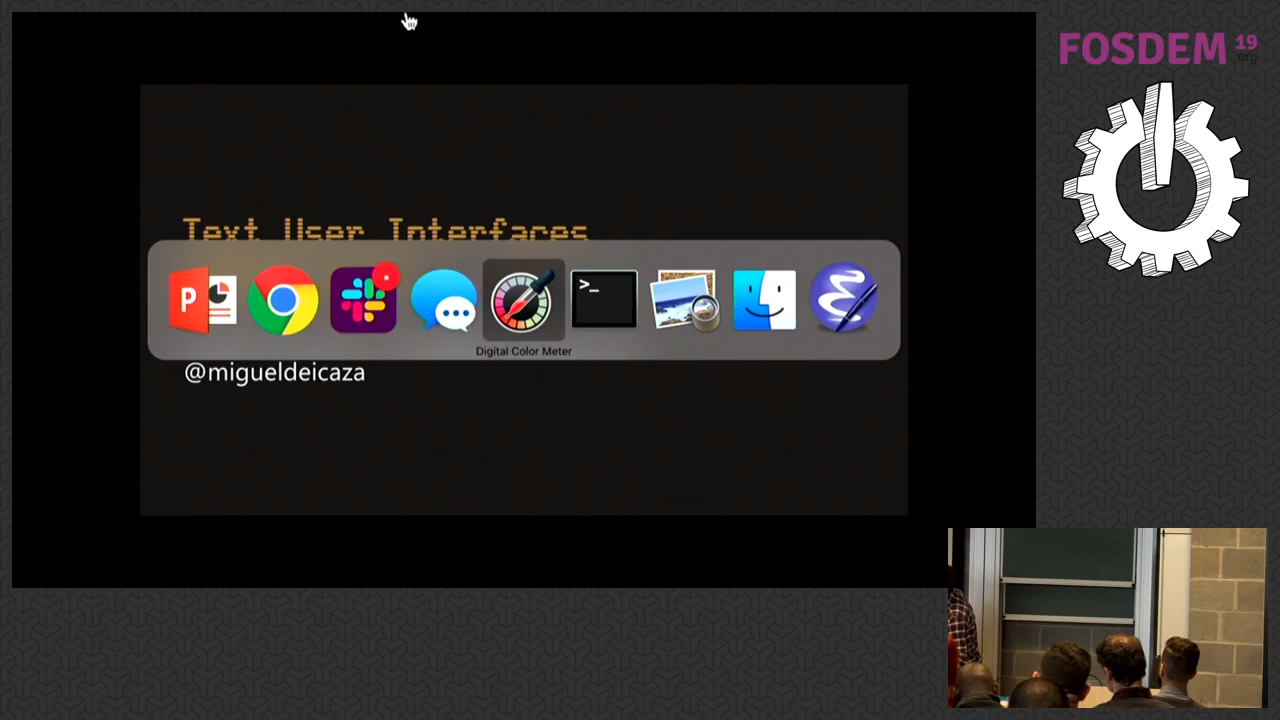 FOSDEM 19
.org
Text User Interfaces
P
>_
Digital Color Meter
@migueldeicaza